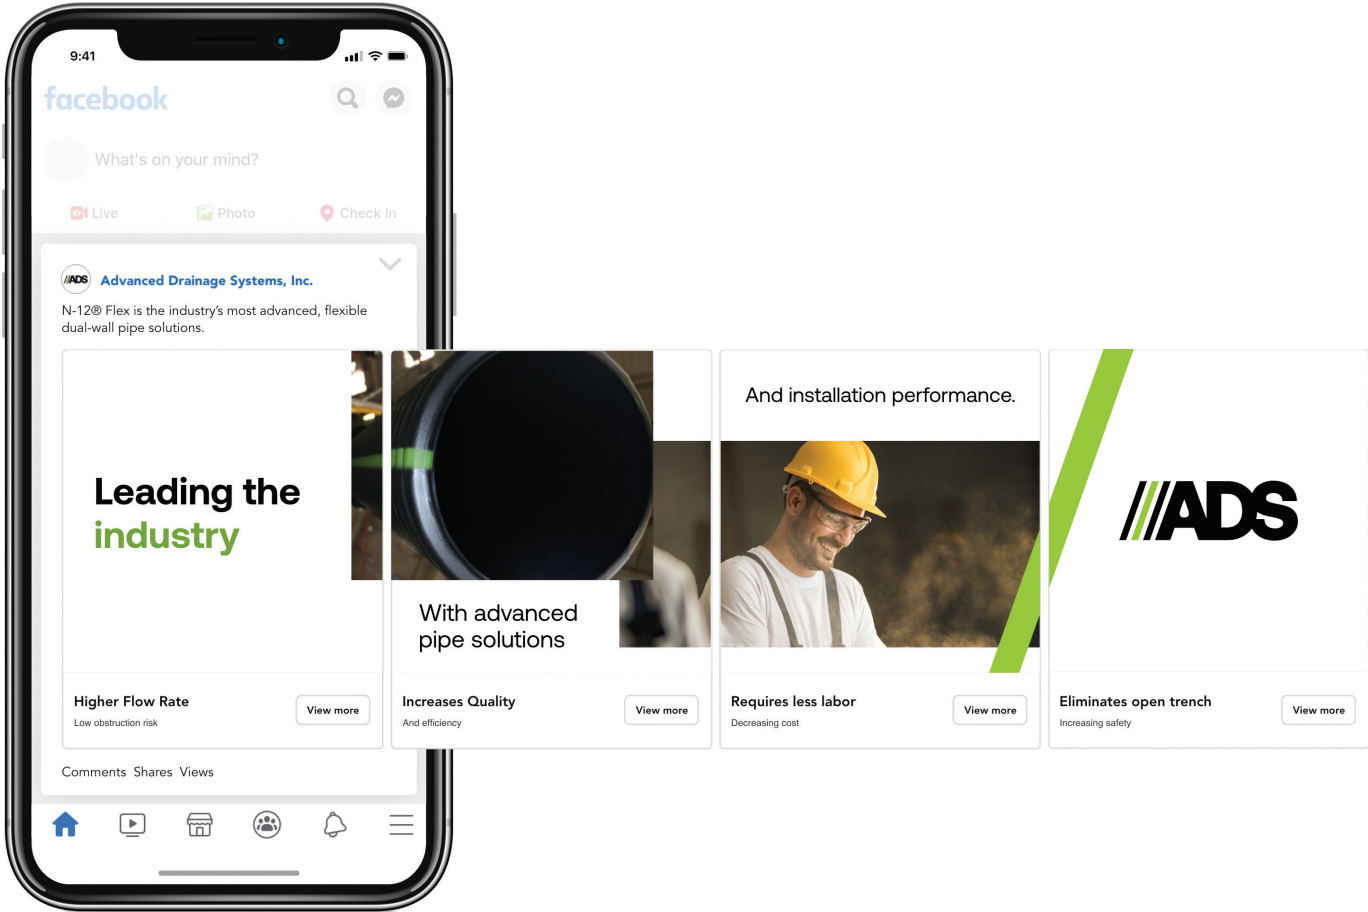 9:41
facebook
What's on your mind?
Live
Photo
Check In
ADS
Advanced Drainage Systems, Inc.
N-12® Flex is the industry's most advanced, flexible
dual-wall pipe solutions.
Leading the
industry
Higher Flow Rate
Low obstruction risk
View more
With advanced
pipe solutions
Increases Quality
And efficiency
View more
And installation performance.
Requires less labor
Decreasing cost
View more
ADS
Eliminates open trench
Increasing safety
View more
Comments Shares Views